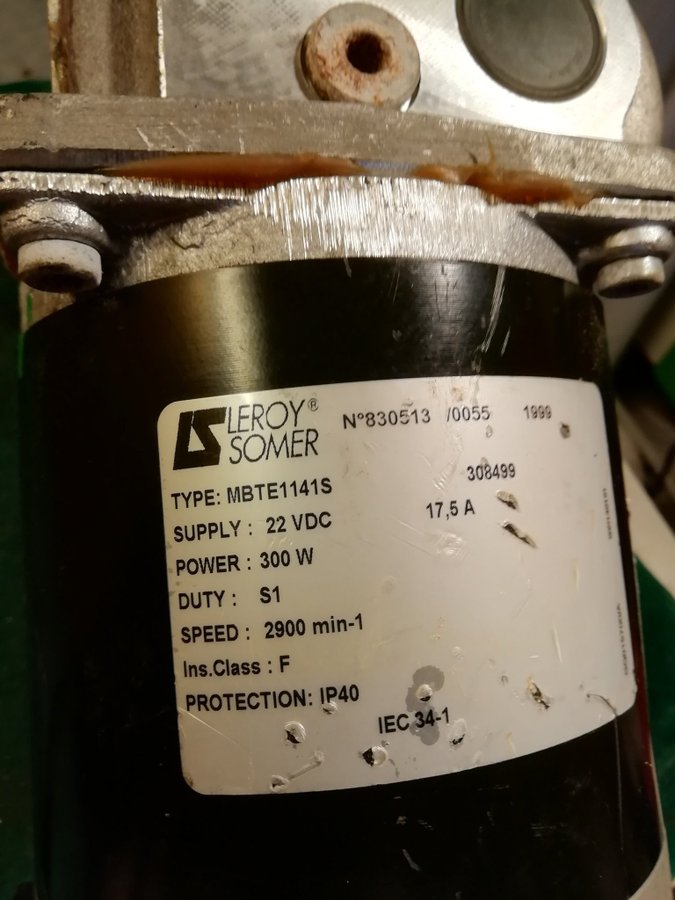 LS LEROY® SOMER
N°830513 /0055 1999
308499
TYPE: MBTE1141S
SUPPLY : 22 VDC 17,5 A
POWER : 300 W
DUTY : S1
SPEED : 2900 min-1
Ins.Class : F
PROTECTION: IP40
IEC 34-1